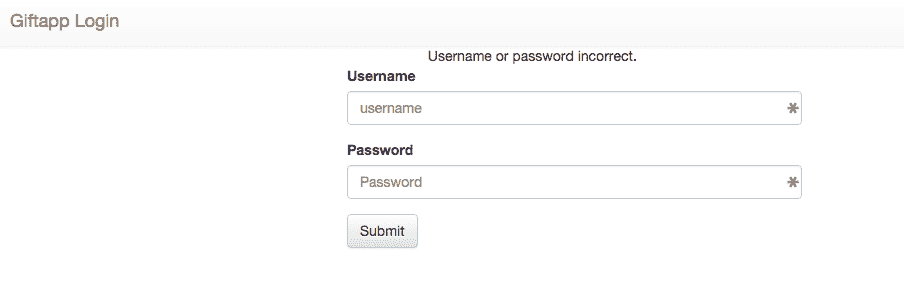 Giftapp Login
Username or password incorrect.
Username
username
Password
Password
Submit